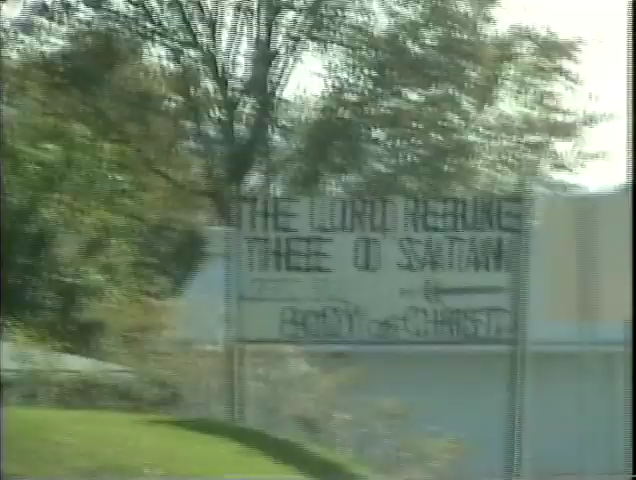 THE LORD REBUKE
THEE O SATAN
BODY of CHRIST